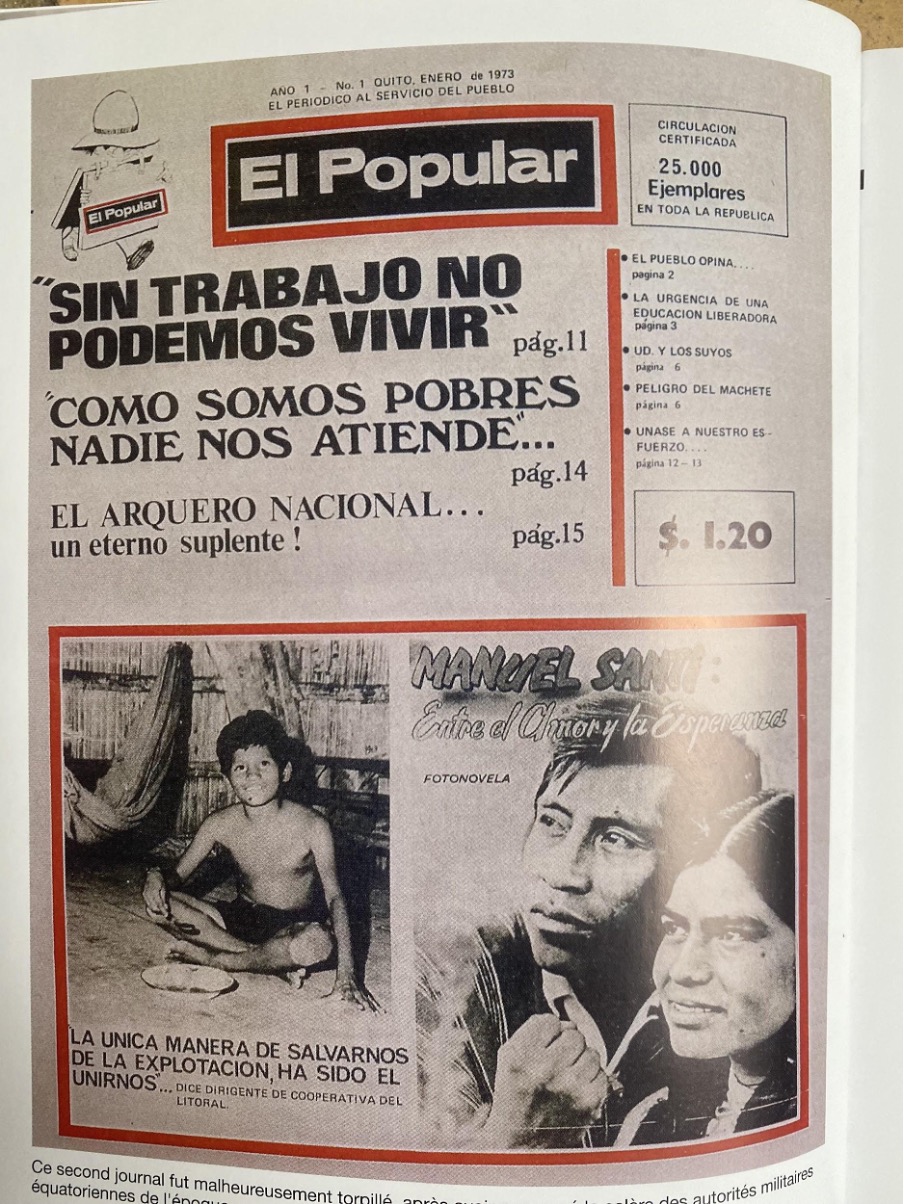 AÑO 1 - No. 1 QUITO, ENERO de 1973
EL PERIODICO AL SERVICIO DEL PUEBLO
El Popular
El Popular
CIRCULACION
CERTIFICADA
25.000
Ejemplares
EN TODA LA REPUBLICA
"SIN TRABAJO NO
PODEMOS VIVIR" pág.11
"COMO SOMOS POBRES
NADIE NOS ATIENDE"...
pág.14
EL ARQUERO NACIONAL...
un eterno suplente! pág.15
• EL PUEBLO OPINA....
pagina 2
• LA URGENCIA DE UNA
EDUCACION LIBERADORA
página 3
• UD. Y LOS SUYOS
página 6
• PELIGRO DEL MACHETE
página 6
• UNASE A NUESTRO ES-
FUERZO....
página 12-13
$. 1.20
MANUEL SANTI:
Entre el Amor y la Esperanza
FOTONOVELA
"LA UNICA MANERA DE SALVARNOS
DE LA EXPLOTACION, HA SIDO EL
UNIRNOS"... DICE DIRIGENTE DE COOPERATIVA DEL
LITORAL.
Ce second journal fut malheureusement torpillé, après colère des autorités militaires
équatoriennes de l'époque